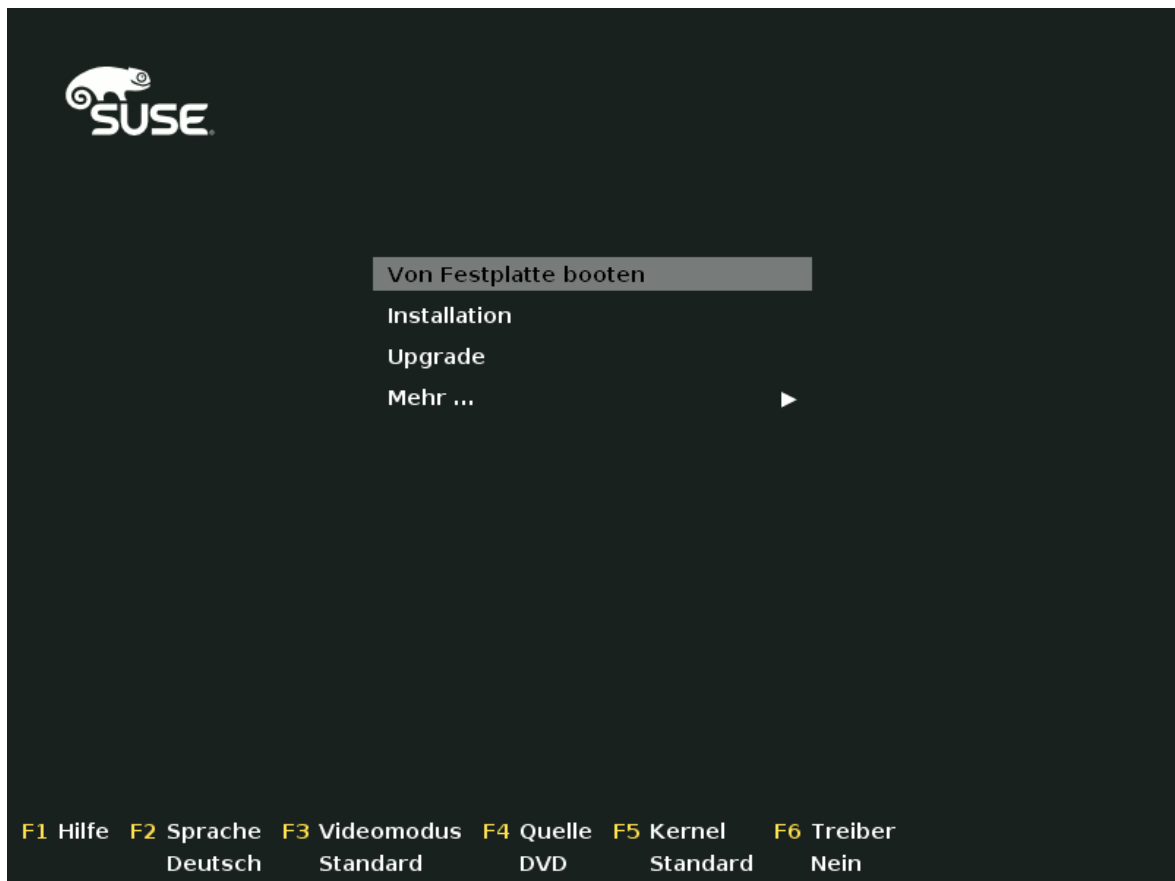 SUSE
Von Festplatte booten
Installation
Upgrade
Mehr ...
F1 Hilfe F2 Sprache F3 Videomodus F4 Quelle F5 Kernel F6 Treiber
Deutsch Standard DVD Standard Nein